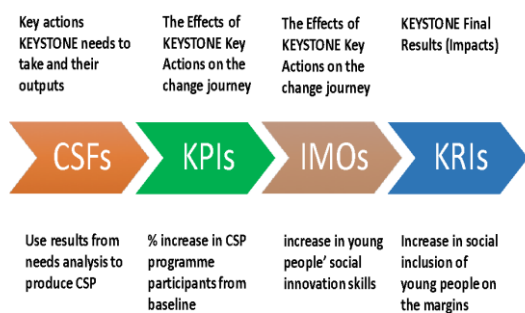 Key actions
KEYSTONE needs to
take and their
outputs
The Effects of
KEYSTONE Key
Actions on the
change journey
The Effects of
KEYSTONE Key
Actions on the
change journey
KEYSTONE Final
Results (Impacts)
CSFs
KPIs
IMOs
KRIs
Use results from
needs analysis to
produce CSP
% increase in CSP
programme
participants from
baseline
increase in young
people' social
innovation skills
Increase in social
inclusion of
young people on
the margins